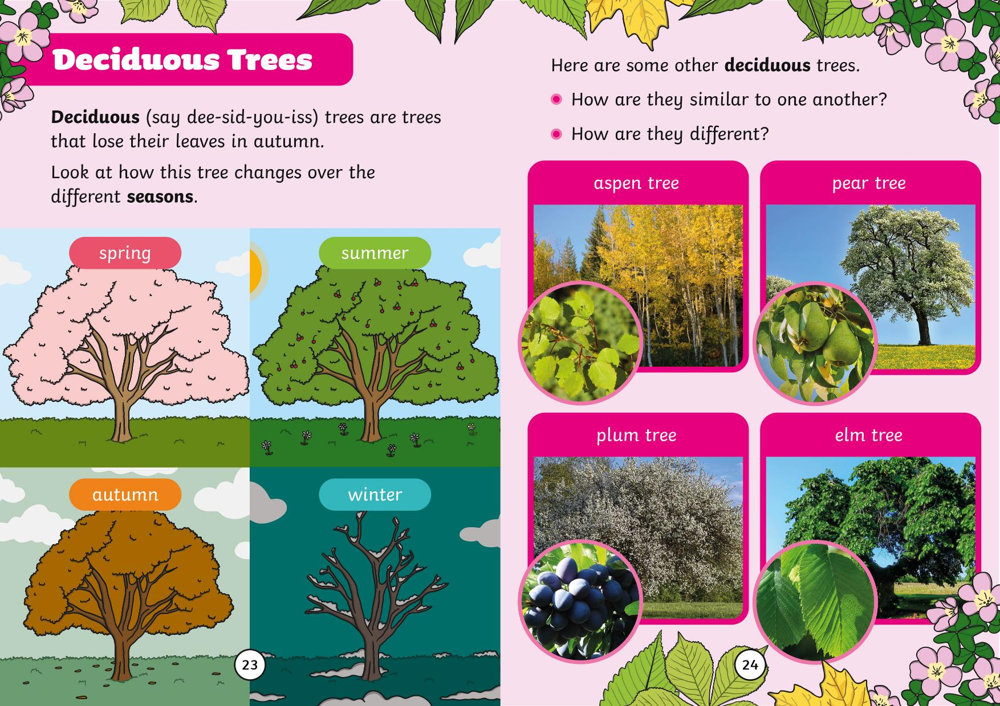 Deciduous Trees
Deciduous (say dee-sid-you-iss) trees are trees
that lose their leaves in autumn.
Look at how this tree changes over the
different seasons.
spring
summer
autumn
winter
23
Here are some other deciduous trees.
How are they similar to one another?
How are they different?
aspen tree
pear tree
plum tree
elm tree
24